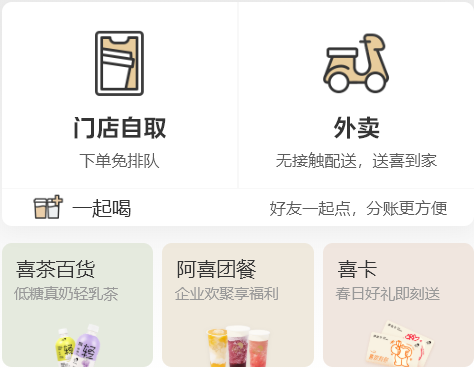 门店自取
外卖
下单免排队
无接触配送，送喜到家
一起喝
好友一起点，分账更方便
喜茶百货
阿喜团餐
喜卡
低糖真奶轻乳茶
企业欢聚享福利
春日好礼即刻送
轻
轻